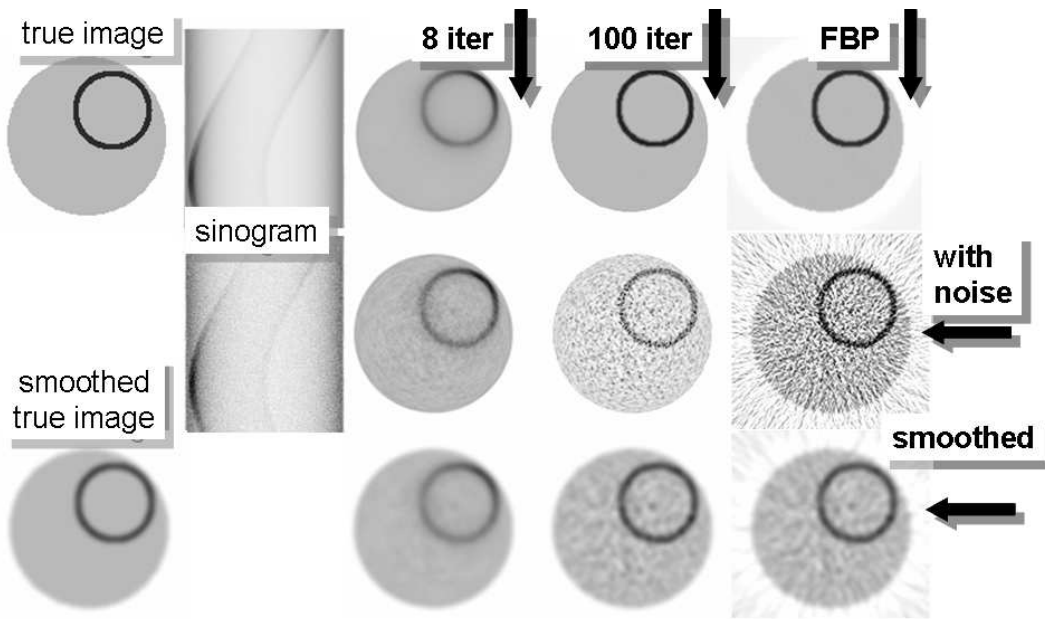 true image
8 iter
100 iter
FBP
sinogram
with
noise
smoothed
true image
smoothed